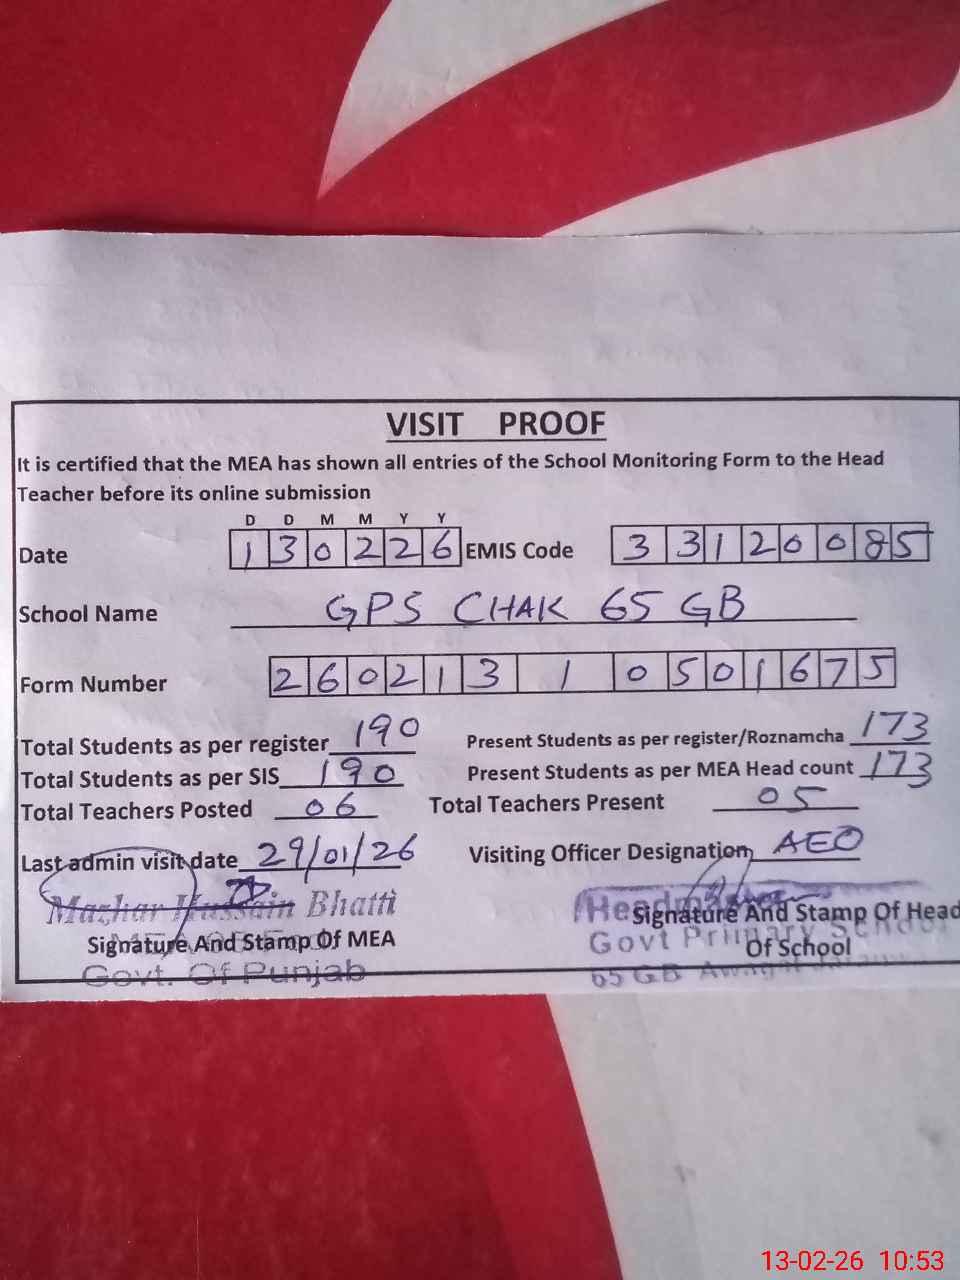 VISIT PROOF
It is certified that the MEA has shown all entries of the School Monitoring Form to the Head
Teacher before its online submission
D D M M Y Y
Date 130226 EMIS Code 33120085
School Name GPS CHAK 65 GB
Form Number 26021310501675
Total Students as per register 190 Present Students as per register/Roznamcha 173
Total Students as per SIS 190 Present Students as per MEA Head count 173
Total Teachers Posted 06 Total Teachers Present 05
Last admin visit date 29/01/26 Visiting Officer Designation AEO
Mazhar Hussain Bhatti
Signature And Stamp Of MEA Signature And Stamp Of Head
Of School
Govt. Of Punjab
Govt Primary School
65 GB
13-02-26 10:53